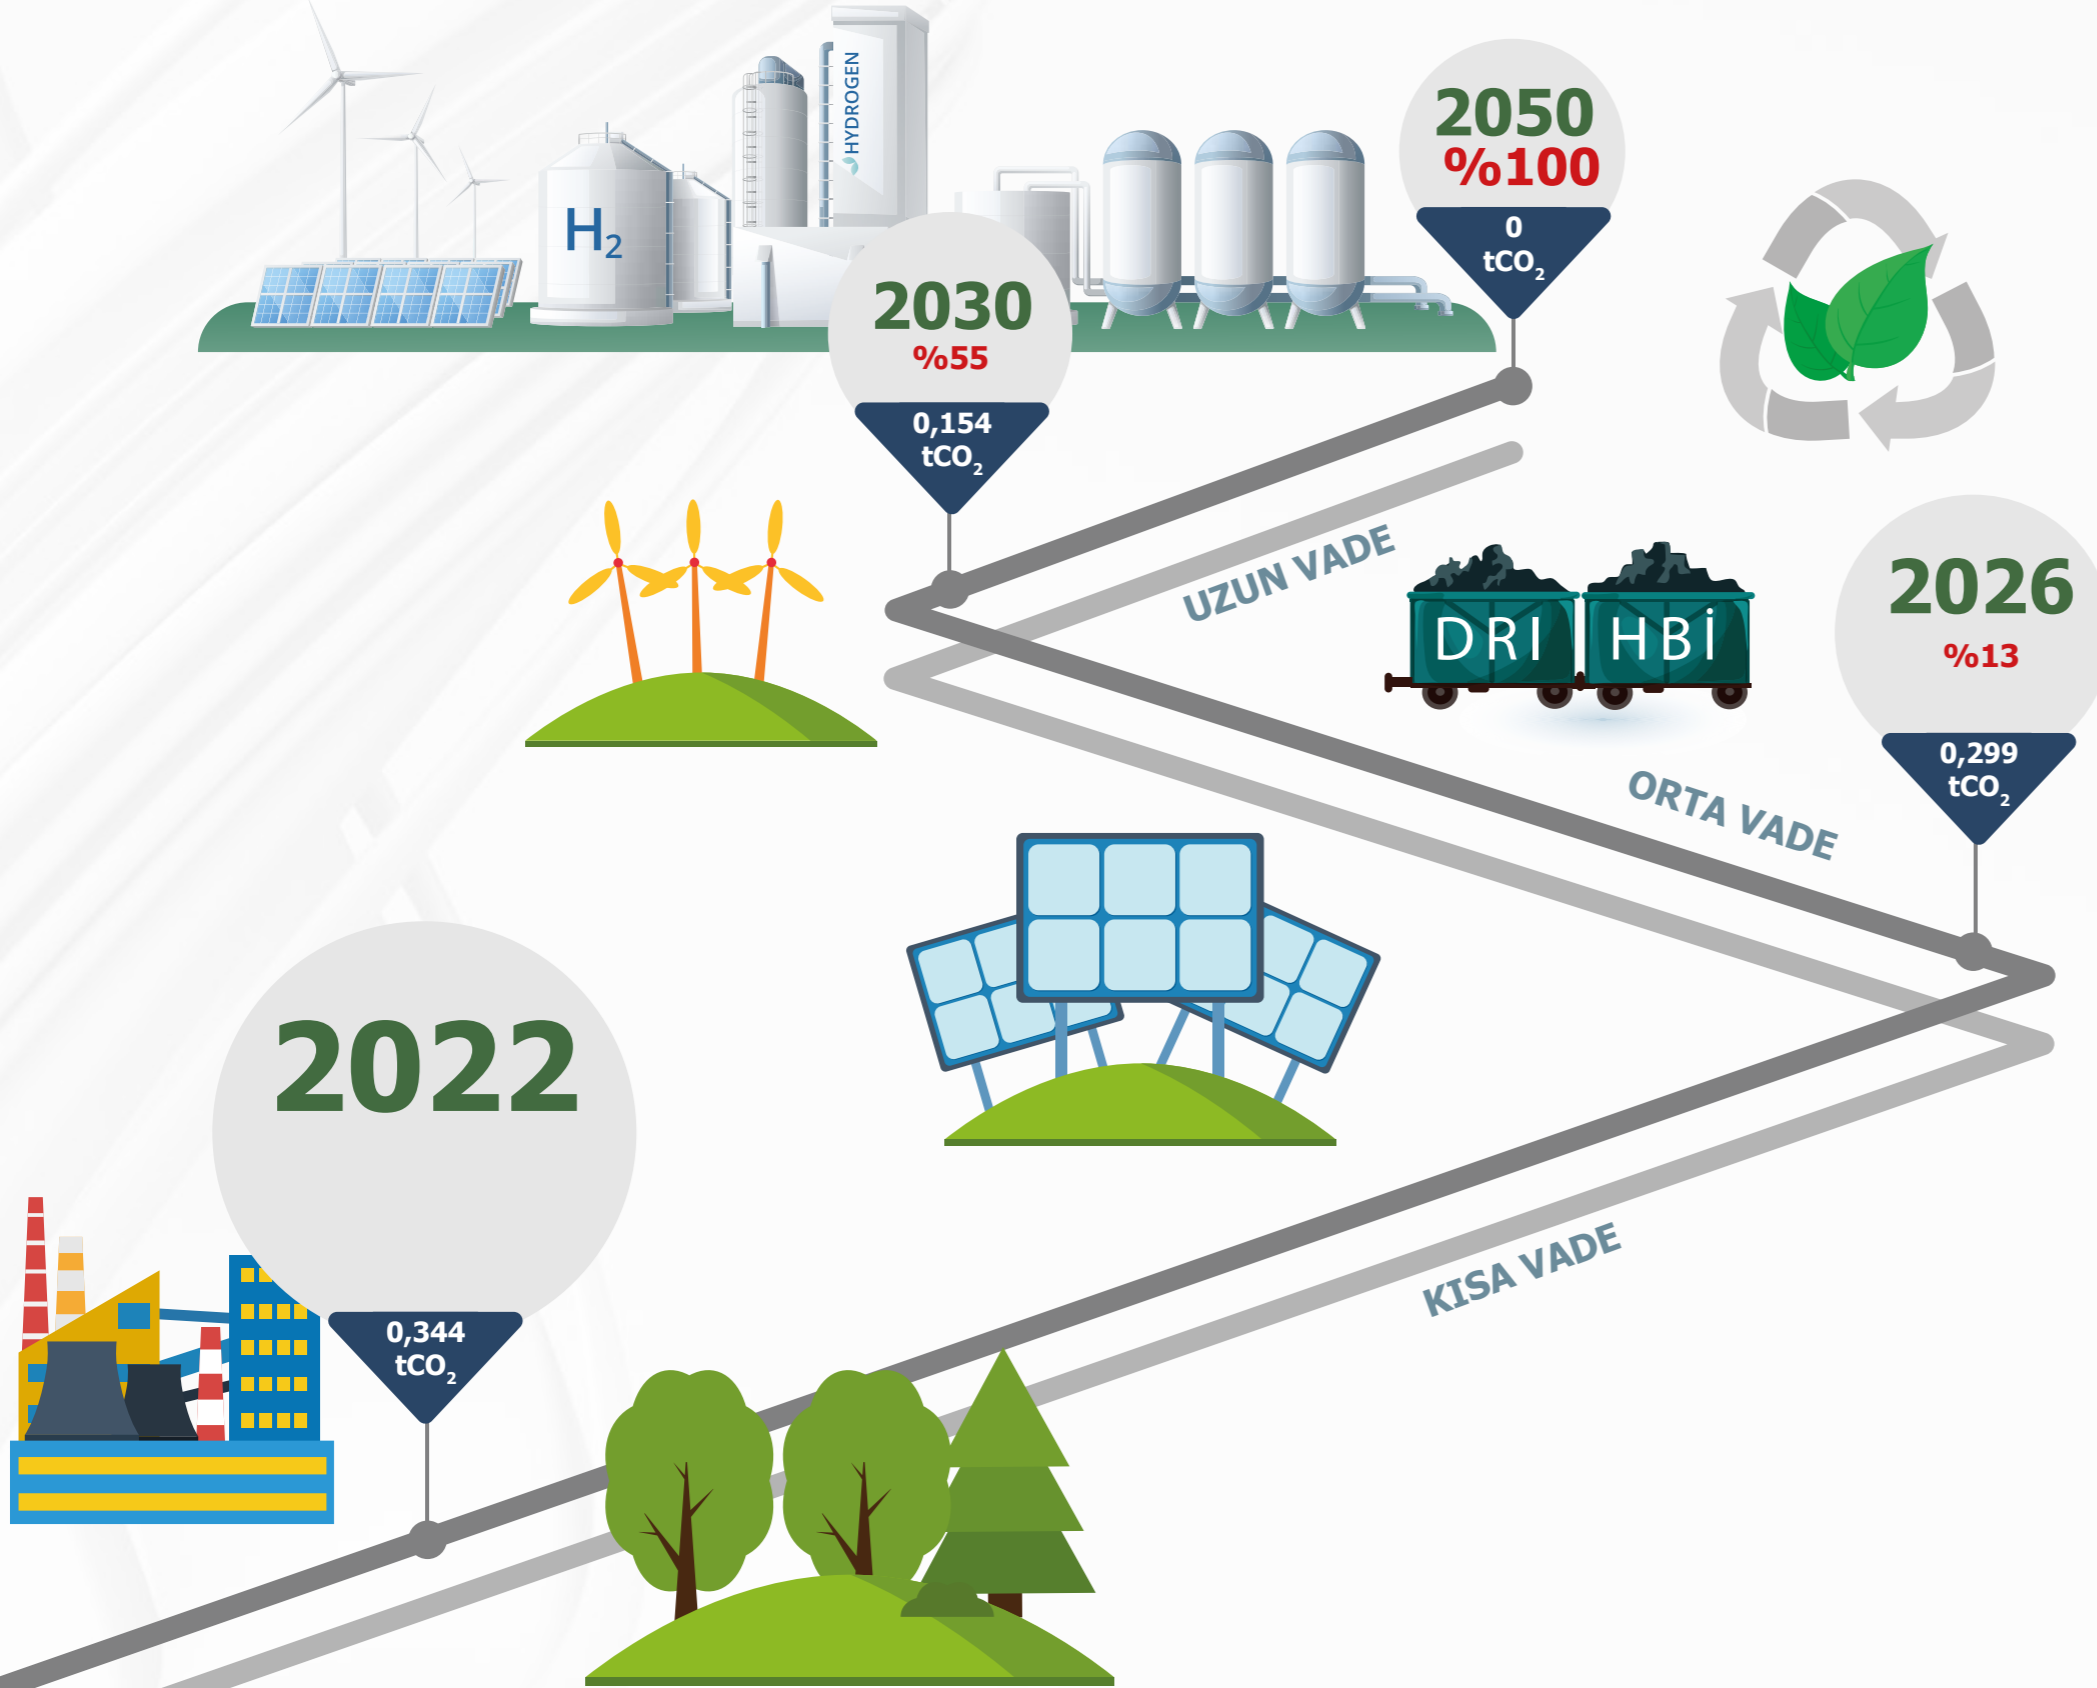 HYDROGEN
H₂
2050
%100
0
tCO₂
2030
%55
0,154
tCO₂
UZUN VADE
DRI HBİ
2026
%13
0,299
tCO₂
ORTA VADE
2022
0,344
tCO₂
KISA VADE